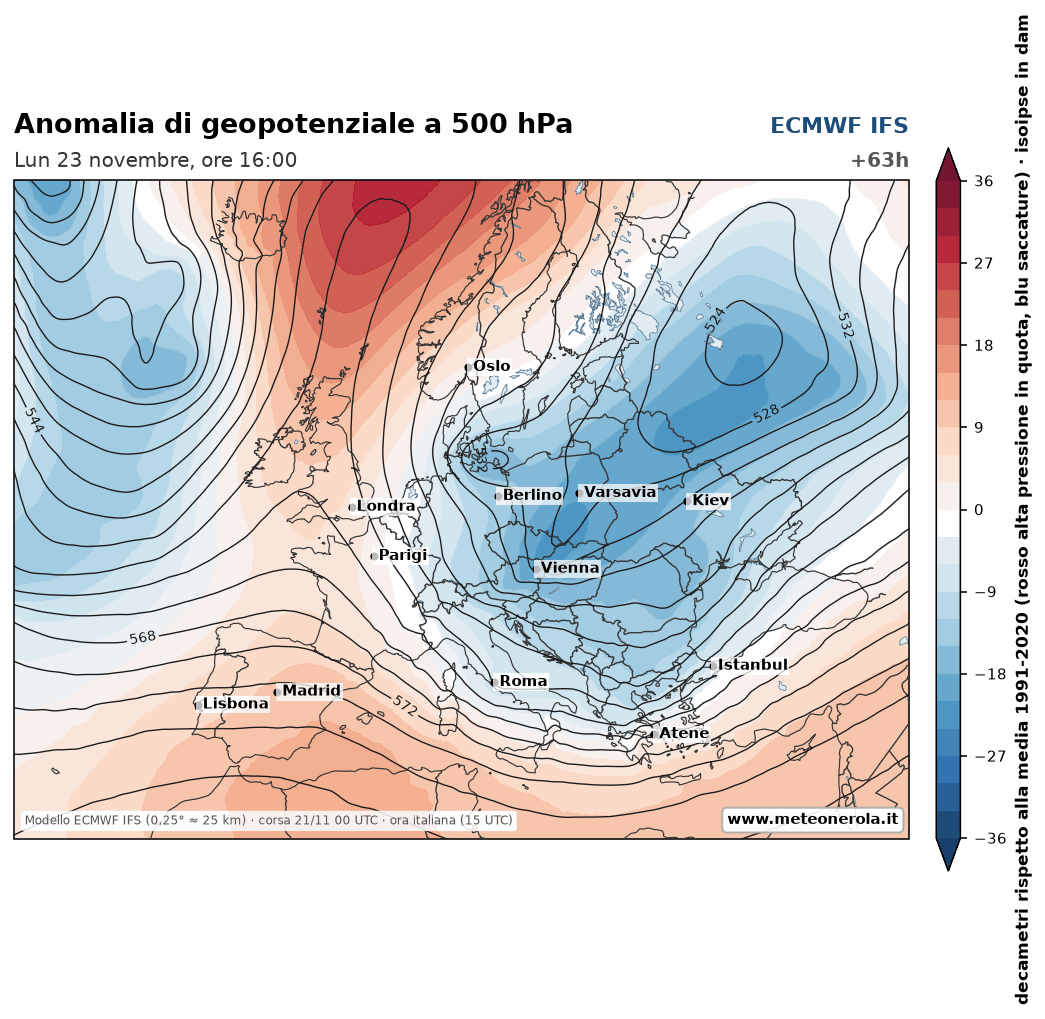 Anomalia di geopotenziale a 500 hPa
ECMWF IFS
Lun 23 novembre, ore 16:00
+63h
36
27
18
9
0
−9
−18
−27
−36
decametri rispetto alla media 1991-2020 (rosso alta pressione in quota, blu saccature) · isoipse in dam
524
532
528
544
532
568
572
Oslo
Londra
Berlino
Varsavia
Kiev
Parigi
Vienna
Roma
Istanbul
Madrid
Lisbona
Atene
Modello ECMWF IFS (0,25° ≈ 25 km) · corsa 21/11 00 UTC · ora italiana (15 UTC)
www.meteonerola.it